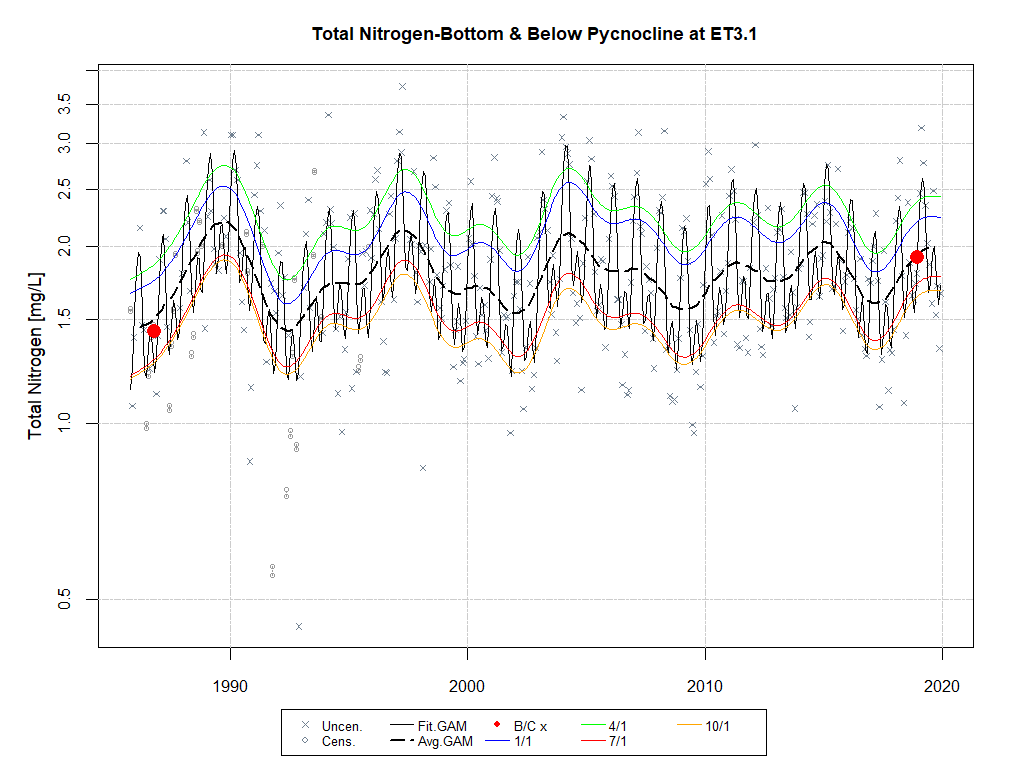 Total Nitrogen-Bottom & Below Pycnocline at ET3.1
Total Nitrogen [mg/L]
3.5
3.0
2.5
2.0
1.5
1.0
0.5
1990 2000 2010 2020
Uncen. Fit.GAM B/C x 4/1 10/1
Cens. Avg.GAM 1/1 7/1